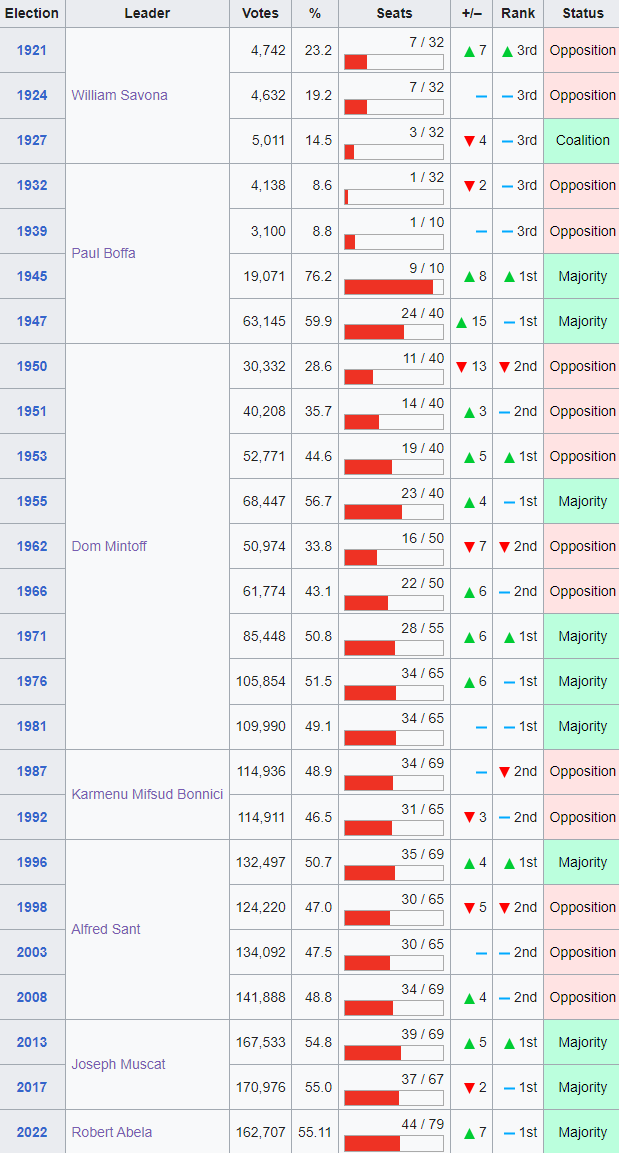 Election Leader Votes % Seats +/– Rank Status
1921 4,742 23.2 7 / 32 ▲ 7 ▲ 3rd Opposition
William Savona
1924 4,632 19.2 7 / 32 – – 3rd Opposition
1927 5,011 14.5 3 / 32 ▼ 4 – 3rd Coalition
1932 4,138 8.6 1 / 32 ▼ 2 – 3rd Opposition
1939 3,100 8.8 1 / 10 – – 3rd Opposition
Paul Boffa
1945 19,071 76.2 9 / 10 ▲ 8 ▲ 1st Majority
1947 63,145 59.9 24 / 40 ▲ 15 – 1st Majority
1950 30,332 28.6 11 / 40 ▼ 13 ▼ 2nd Opposition
1951 40,208 35.7 14 / 40 ▲ 3 – 2nd Opposition
1953 52,771 44.6 19 / 40 ▲ 5 ▲ 1st Opposition
1955 68,447 56.7 23 / 40 ▲ 4 – 1st Majority
1962 Dom Mintoff 50,974 33.8 16 / 50 ▼ 7 ▼ 2nd Opposition
1966 61,774 43.1 22 / 50 ▲ 6 – 2nd Opposition
1971 85,448 50.8 28 / 55 ▲ 6 ▲ 1st Majority
1976 105,854 51.5 34 / 65 ▲ 6 – 1st Majority
1981 109,990 49.1 34 / 65 – – 1st Majority
1987 114,936 48.9 34 / 69 – ▼ 2nd Opposition
Karmenu Mifsud Bonnici
1992 114,911 46.5 31 / 65 ▼ 3 – 2nd Opposition
1996 132,497 50.7 35 / 69 ▲ 4 ▲ 1st Majority
1998 124,220 47.0 30 / 65 ▼ 5 ▼ 2nd Opposition
Alfred Sant
2003 134,092 47.5 30 / 65 – – 2nd Opposition
2008 141,888 48.8 34 / 69 ▲ 4 – 2nd Opposition
2013 167,533 54.8 39 / 69 ▲ 5 ▲ 1st Majority
Joseph Muscat
2017 170,976 55.0 37 / 67 ▼ 2 – 1st Majority
2022 Robert Abela 162,707 55.11 44 / 79 ▲ 7 – 1st Majority